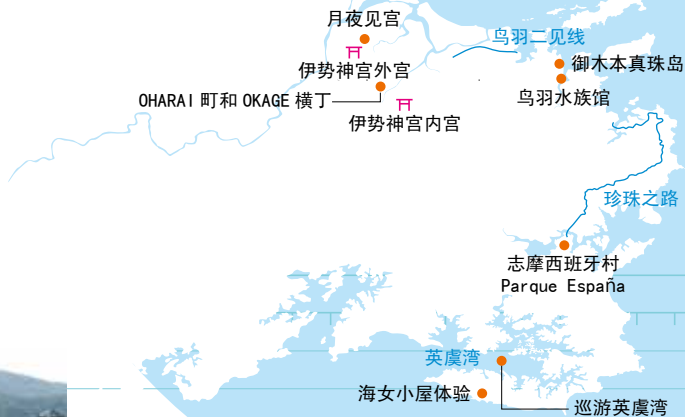 月夜见宫
鸟羽二见线
御木本真珠岛
伊势神宫外宫
鸟羽水族馆
OHARAI 町和 OKAGE 横丁
伊势神宫内宫
珍珠之路
志摩西班牙村
Parque España
英虞湾
海女小屋体验
巡游英虞湾